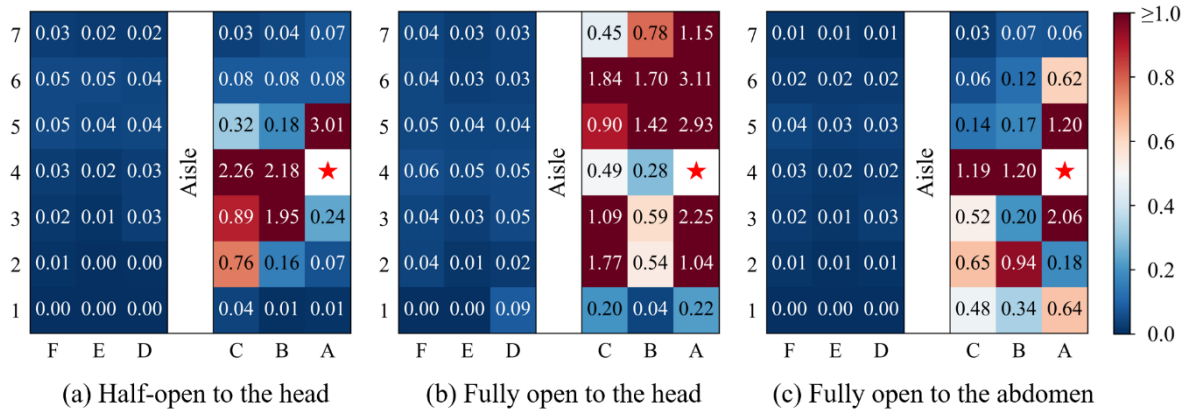 7 0.03 0.02 0.02 0.03 0.04 0.07
6 0.05 0.05 0.04 0.08 0.08 0.08
5 0.05 0.04 0.04 0.32 0.18 3.01
4 0.03 0.02 0.03 2.26 2.18
3 0.02 0.01 0.03 0.89 1.95 0.24
2 0.01 0.00 0.00 0.76 0.16 0.07
1 0.00 0.00 0.00 0.04 0.01 0.01
Aisle
F E D C B A
(a) Half-open to the head
7 0.04 0.03 0.03 0.45 0.78 1.15
6 0.04 0.03 0.03 1.84 1.70 3.11
5 0.05 0.04 0.04 0.90 1.42 2.93
4 0.06 0.05 0.05 0.49 0.28
3 0.04 0.03 0.05 1.09 0.59 2.25
2 0.04 0.01 0.02 1.77 0.54 1.04
1 0.00 0.00 0.09 0.20 0.04 0.22
Aisle
F E D C B A
(b) Fully open to the head
7 0.01 0.01 0.01 0.03 0.07 0.06
6 0.02 0.02 0.02 0.06 0.12 0.62
5 0.04 0.03 0.03 0.14 0.17 1.20
4 0.03 0.02 0.02 1.19 1.20
3 0.02 0.01 0.03 0.52 0.20 2.06
2 0.01 0.01 0.01 0.65 0.94 0.18
1 0.00 0.00 0.00 0.48 0.34 0.64
Aisle
F E D C B A
(c) Fully open to the abdomen
≥1.0
0.8
0.6
0.4
0.2
0.0